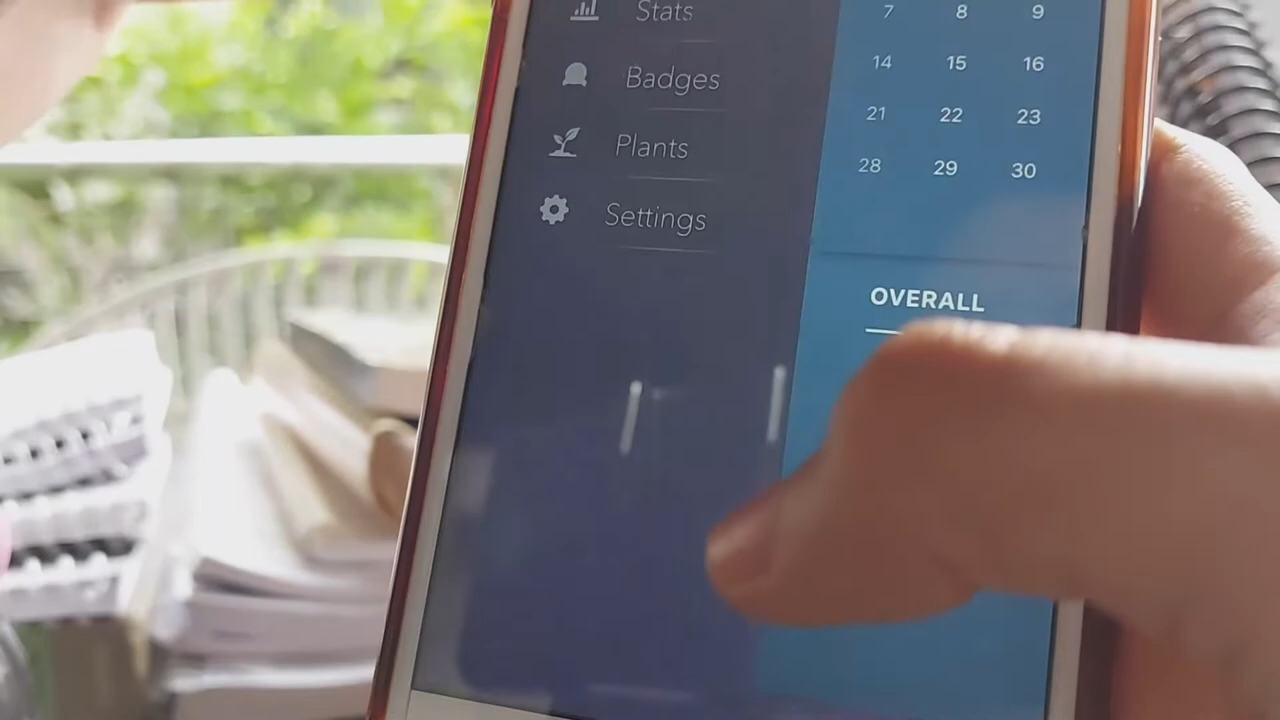 Stats
Badges
Plants
Settings
7 8 9
14 15 16
21 22 23
28 29 30
OVERALL